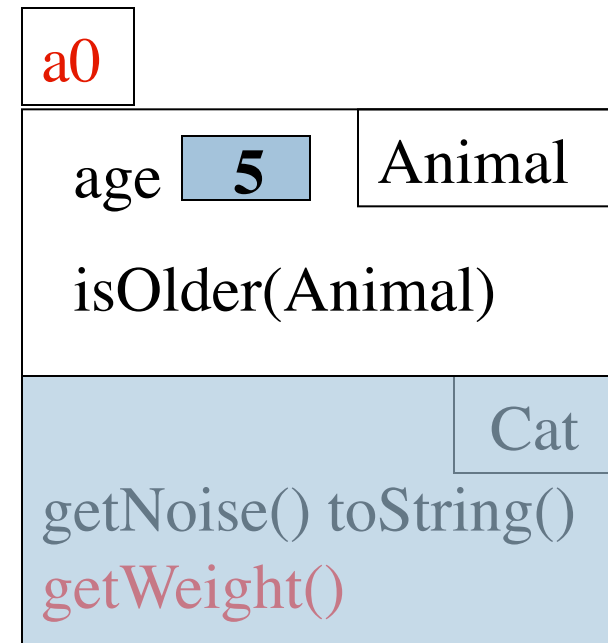 a0
age 5 Animal
isOlder(Animal)
Cat
getNoise() toString()
getWeight()